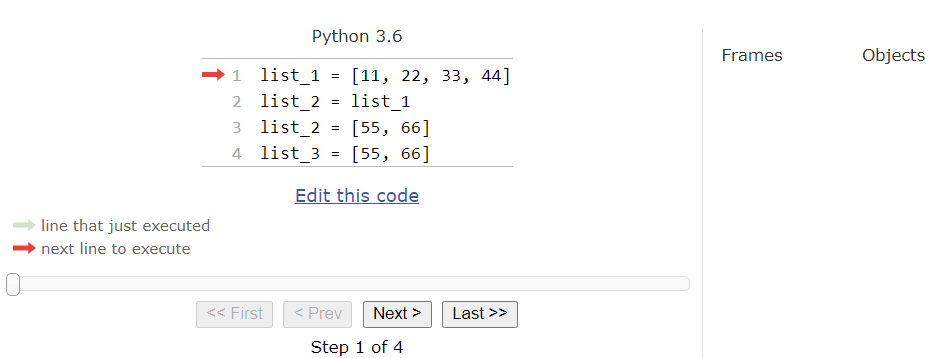 Python 3.6
Frames Objects
1 list_1 = [11, 22, 33, 44]
2 list_2 = list_1
3 list_2 = [55, 66]
4 list_3 = [55, 66]
Edit this code
line that just executed
next line to execute
<< First < Prev Next > Last >>
Step 1 of 4